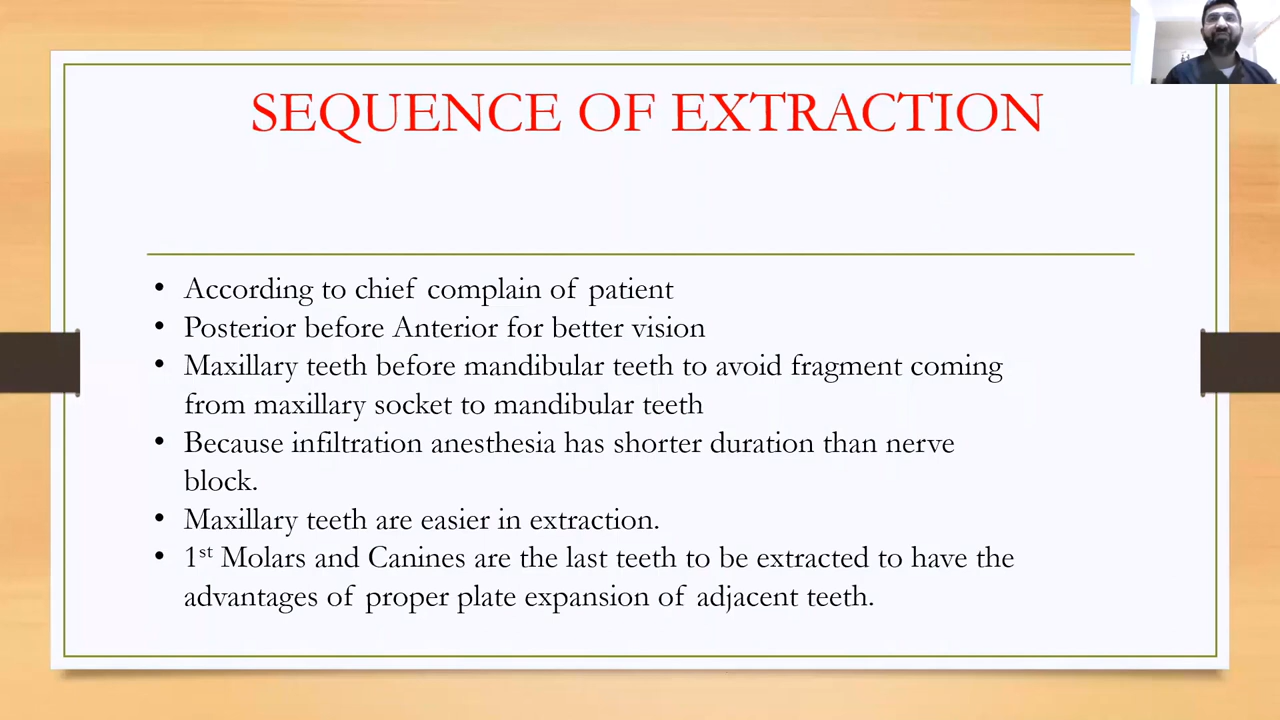 SEQUENCE OF EXTRACTION
• According to chief complain of patient
• Posterior before Anterior for better vision
• Maxillary teeth before mandibular teeth to avoid fragment coming
from maxillary socket to mandibular teeth
• Because infiltration anesthesia has shorter duration than nerve
block.
• Maxillary teeth are easier in extraction.
• 1st Molars and Canines are the last teeth to be extracted to have the
advantages of proper plate expansion of adjacent teeth.